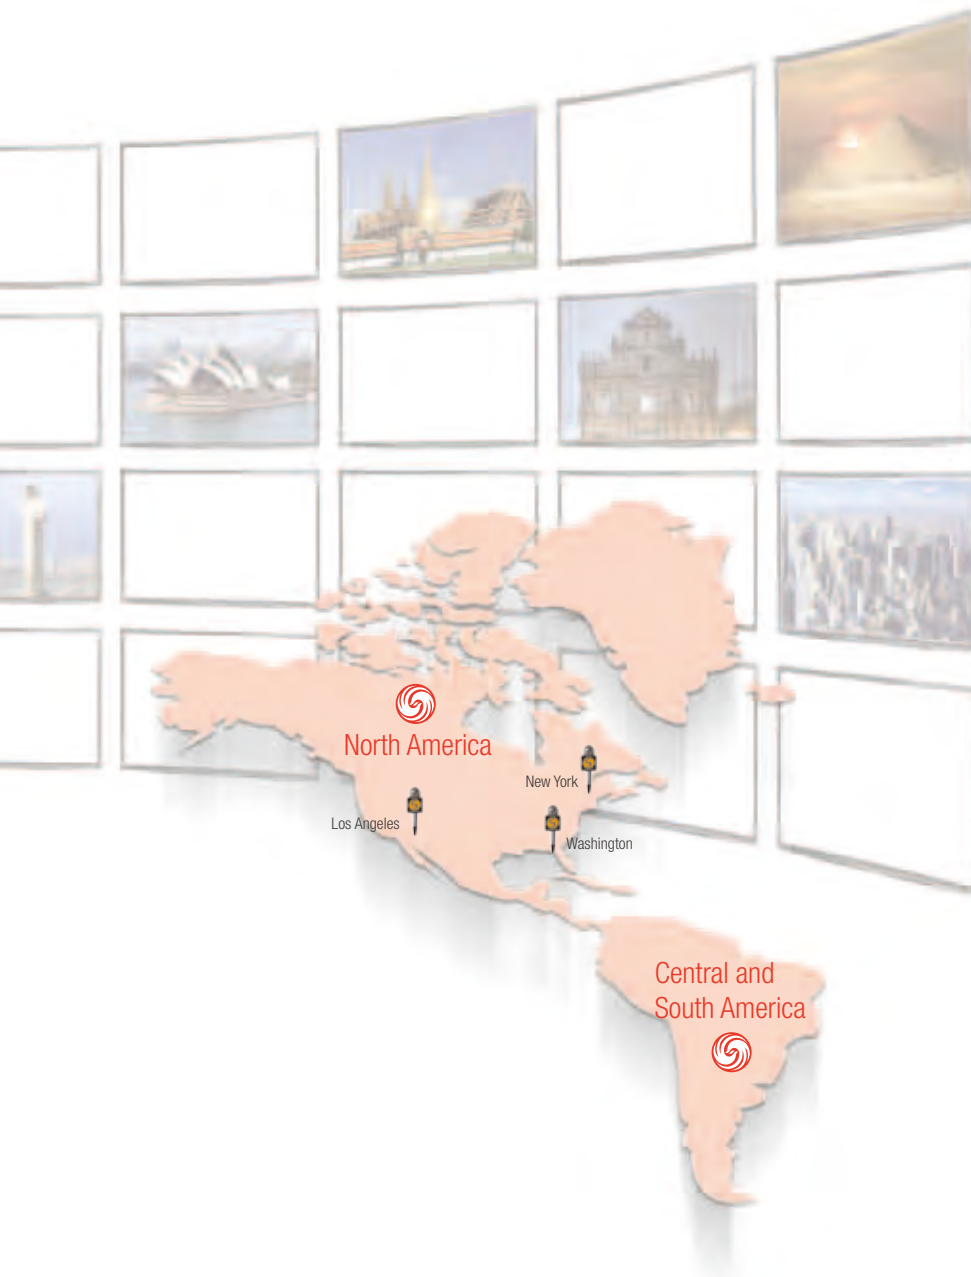 North America
New York
Los Angeles
Washington
Central and
South America